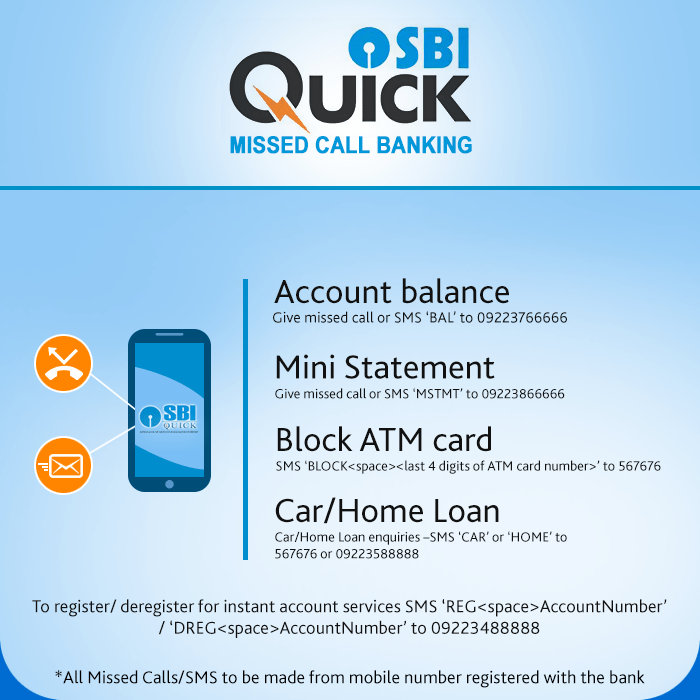 SBI
QUICK
MISSED CALL BANKING
Account balance
Give missed call or SMS ‘BAL’ to 09223766666
Mini Statement
Give missed call or SMS ‘MSTMT’ to 09223866666
SBI
QUICK
Block ATM card
SMS ‘BLOCK<space><last 4 digits of ATM card number>’ to 567676
Car/Home Loan
Car/Home Loan enquiries –SMS ‘CAR’ or ‘HOME’ to
567676 or 09223588888
To register/ deregister for instant account services SMS ‘REG<space>AccountNumber’
/ ‘DREG<space>AccountNumber’ to 09223488888
*All Missed Calls/SMS to be made from mobile number registered with the bank